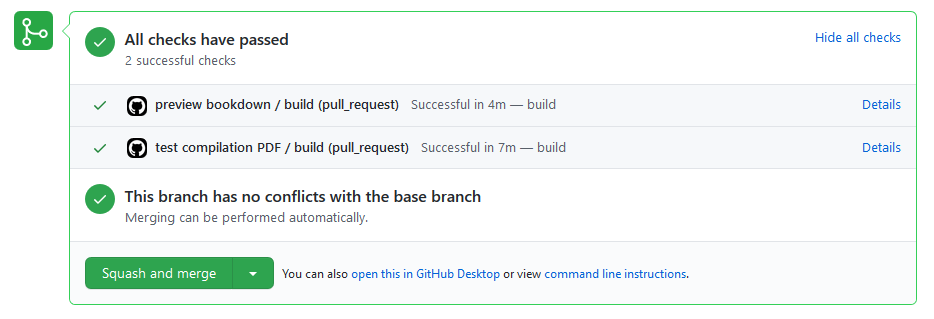 All checks have passed
Hide all checks
2 successful checks
preview bookdown / build (pull_request) Successful in 4m — build Details
test compilation PDF / build (pull_request) Successful in 7m — build Details
This branch has no conflicts with the base branch
Merging can be performed automatically.
Squash and merge You can also open this in GitHub Desktop or view command line instructions.